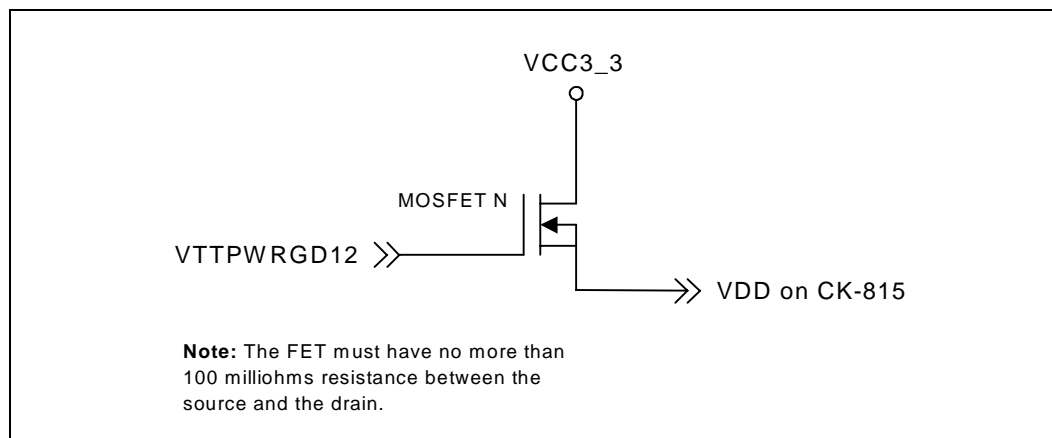 VCC3_3
MOSFET N
VTTPWRGD12
VDD on CK-815
Note: The FET must have no more than
100 milliohms resistance between the
source and the drain.